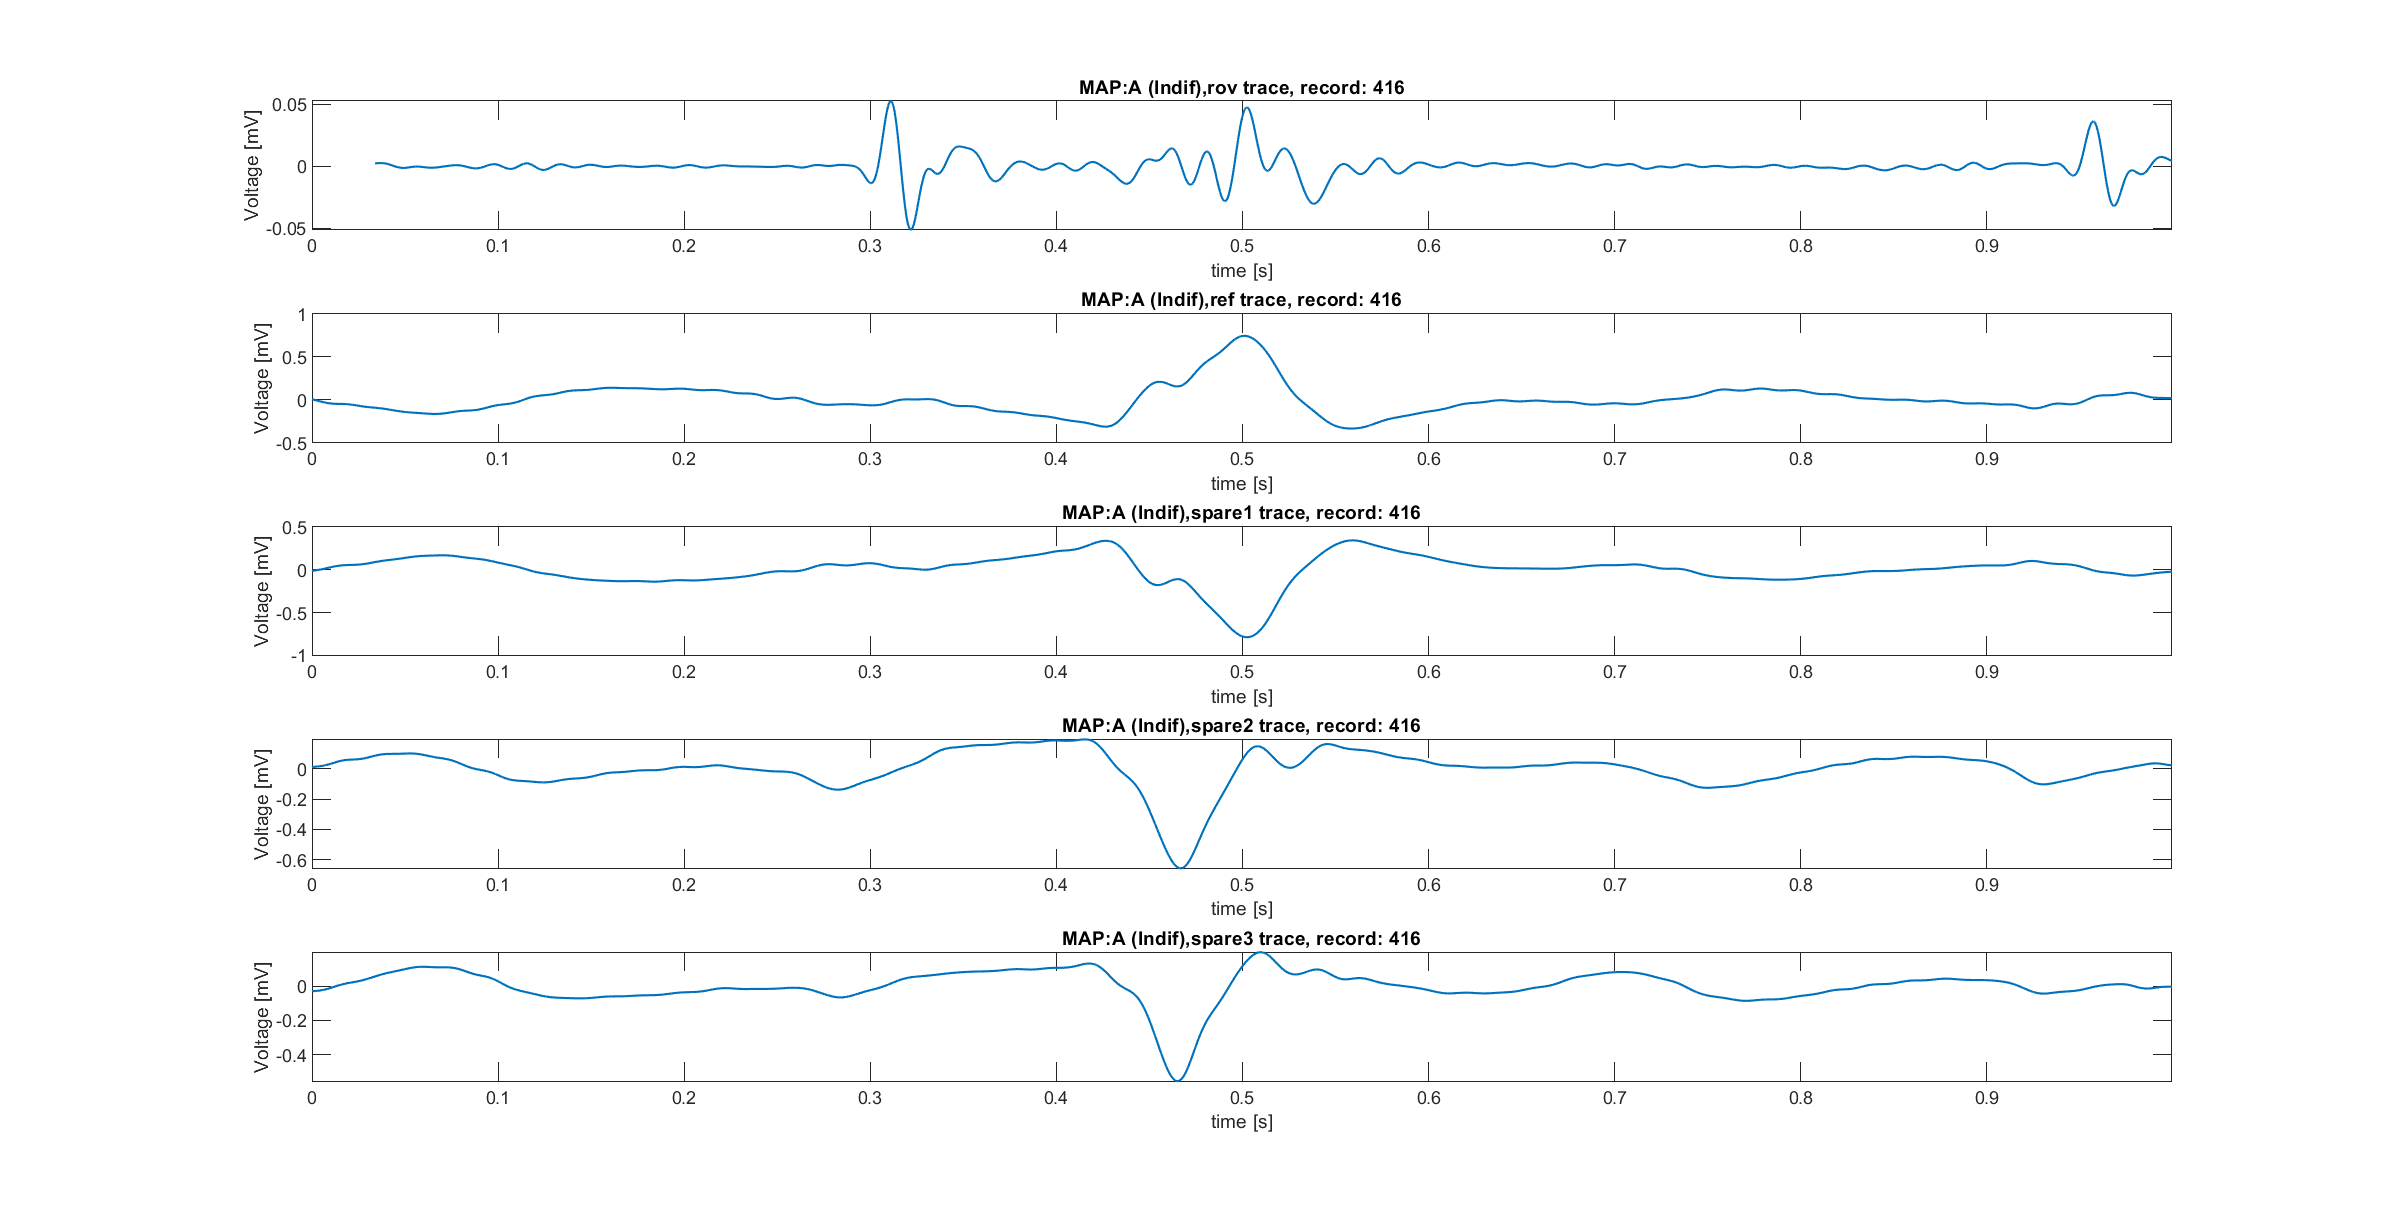 MAP:A (Indif),rov trace, record: 416
Voltage [mV]
0.05
0
-0.05
0 0.1 0.2 0.3 0.4 0.5 0.6 0.7 0.8 0.9
time [s]
MAP:A (Indif),ref trace, record: 416
Voltage [mV]
1
0.5
0
-0.5
0 0.1 0.2 0.3 0.4 0.5 0.6 0.7 0.8 0.9
time [s]
MAP:A (Indif),spare1 trace, record: 416
Voltage [mV]
0.5
0
-0.5
-1
0 0.1 0.2 0.3 0.4 0.5 0.6 0.7 0.8 0.9
time [s]
MAP:A (Indif),spare2 trace, record: 416
Voltage [mV]
0
-0.2
-0.4
-0.6
0 0.1 0.2 0.3 0.4 0.5 0.6 0.7 0.8 0.9
time [s]
MAP:A (Indif),spare3 trace, record: 416
Voltage [mV]
0
-0.2
-0.4
0 0.1 0.2 0.3 0.4 0.5 0.6 0.7 0.8 0.9
time [s]